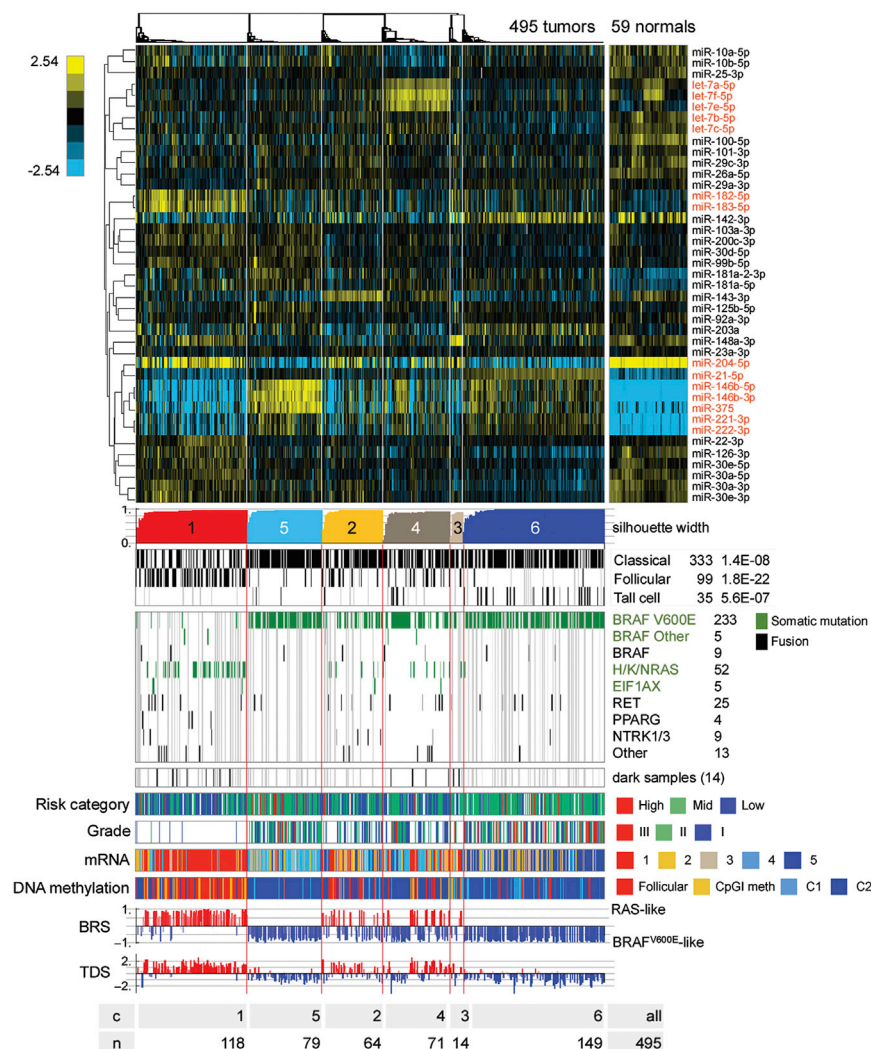 495 tumors 59 normals
2.54
-2.54
miR-10a-5p
miR-10b-5p
miR-25-3p
let-7a-5p
let-7f-5p
let-7e-5p
let-7b-5p
let-7c-5p
miR-100-5p
miR-101-3p
miR-29c-3p
miR-26a-5p
miR-29a-3p
miR-182-5p
miR-183-5p
miR-142-3p
miR-103a-3p
miR-200c-3p
miR-30d-5p
miR-99b-5p
miR-181a-2-3p
miR-181a-5p
miR-143-3p
miR-125b-5p
miR-92a-3p
miR-203a
miR-148a-3p
miR-23a-3p
miR-204-5p
miR-21-5p
miR-146b-5p
miR-146b-3p
miR-375
miR-221-3p
miR-222-3p
miR-22-3p
miR-126-3p
miR-30e-5p
miR-30a-5p
miR-30a-3p
miR-30e-3p
1.
0.
1 5 2 4 3 6 silhouette width
Classical 333 1.4E-08
Follicular 99 1.8E-22
Tall cell 35 5.6E-07
BRAF V600E 233
BRAF Other 5
BRAF 9
H/K/NRAS 52
EIF1AX 5
RET 25
PPARG 4
NTRK1/3 9
Other 13
Somatic mutation
Fusion
dark samples (14)
Risk category High Mid Low
Grade III II I
mRNA 1 2 3 4 5
DNA methylation Follicular CpGI meth C1 C2
BRS 1. -1. RAS-like
BRAFV600E-like
TDS 2. -2.
c 1 5 2 4 3 6 all
n 118 79 64 71 14 149 495